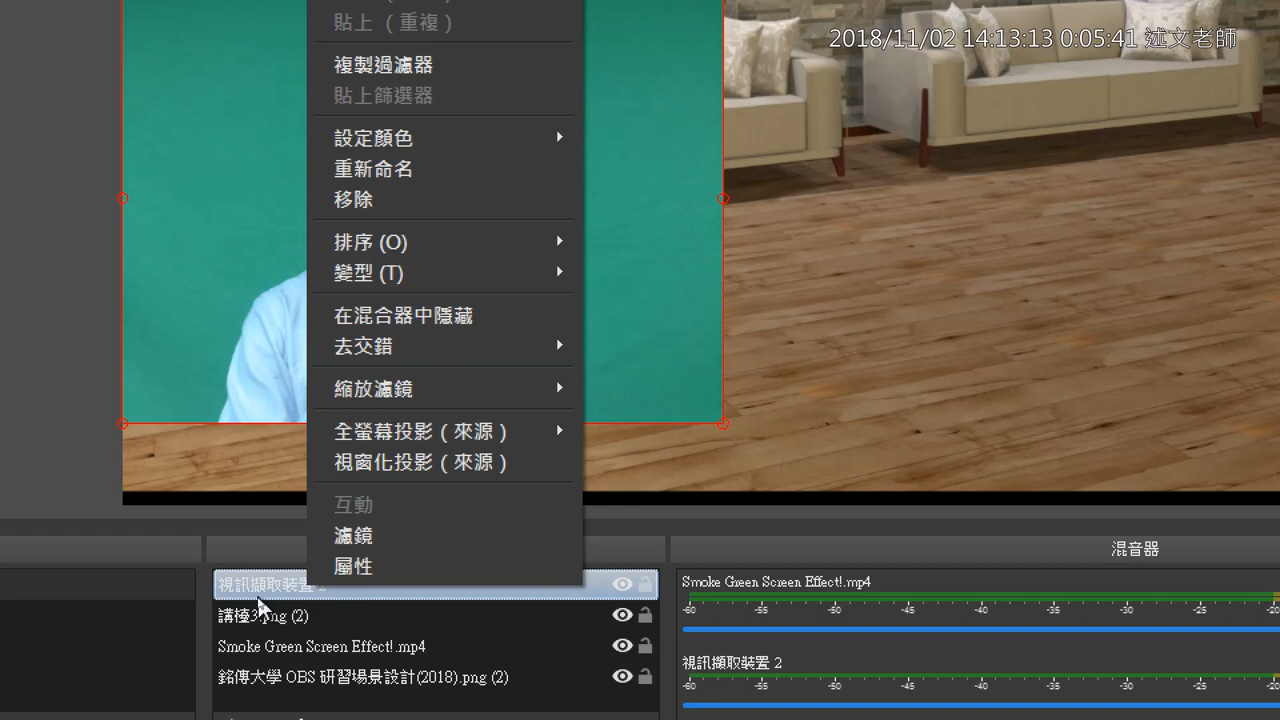 貼上 （重複）
2018/11/02 14:13:13 0:05:41 述文老師
複製過濾器
貼上篩選器
設定顏色
重新命名
移除
排序 (O)
變型 (T)
在混合器中隱藏
去交錯
縮放濾鏡
全螢幕投影（來源）
視窗化投影（來源）
互動
濾鏡
屬性
混音器
視訊擷取裝置 2
講檯3.png (2)
Smoke Green Screen Effect!.mp4
銘傳大學 OBS 研習場景設計(2018).png (2)
Smoke Green Screen Effect!.mp4
-60 -55 -50 -45 -40 -35 -30 -25 -20
視訊擷取裝置 2
-60 -55 -50 -45 -40 -35 -30 -25 -20